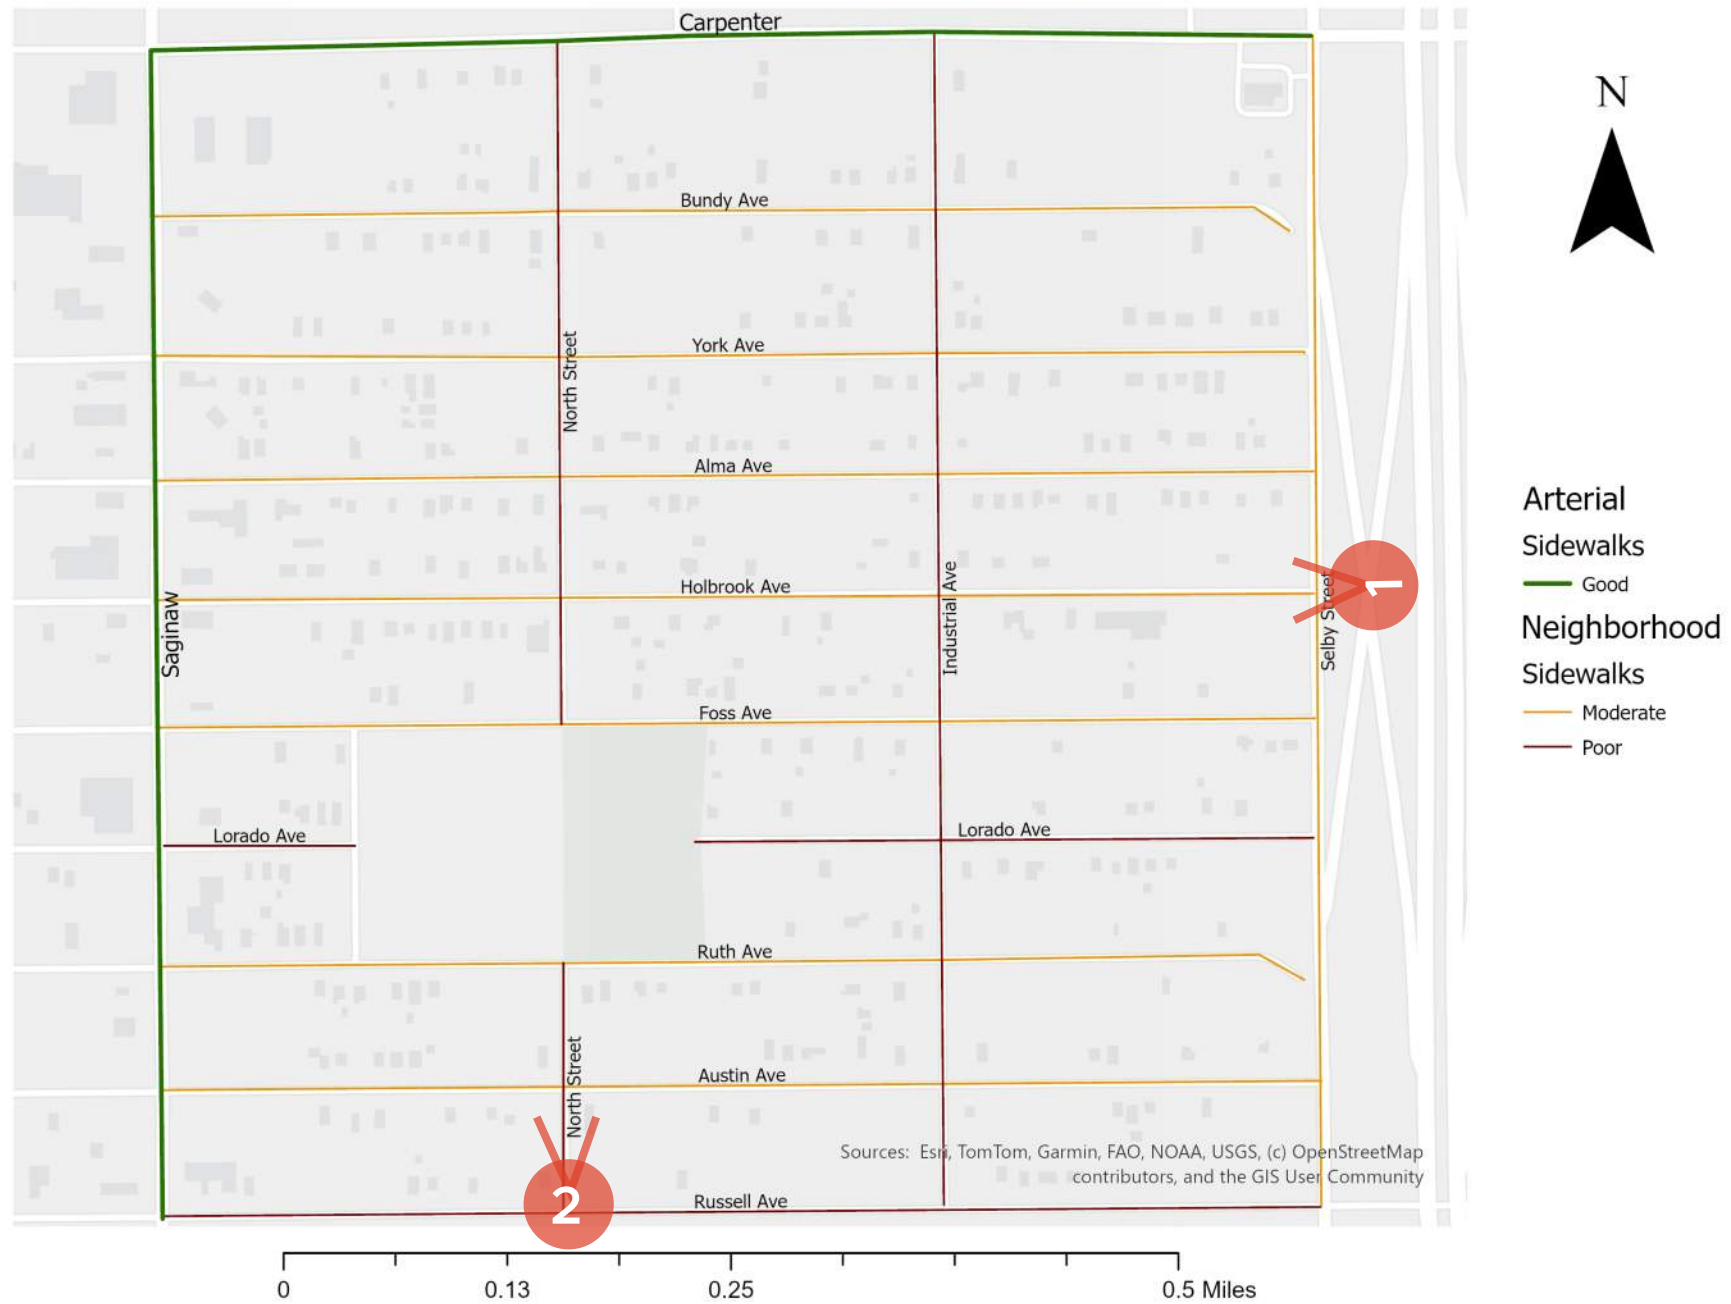 Carpenter
N
Bundy Ave
York Ave
North Street
Alma Ave
Arterial
Sidewalks
Good
Neighborhood
Sidewalks
Moderate
Poor
Holbrook Ave
Saginaw
Industrial Ave
Selby Street
1
Foss Ave
Lorado Ave
Lorado Ave
Ruth Ave
Austin Ave
North Street
Sources: Esri, TomTom, Garmin, FAO, NOAA, USGS, (c) OpenStreetMap
contributors, and the GIS User Community
2
Russell Ave
0 0.13 0.25 0.5 Miles